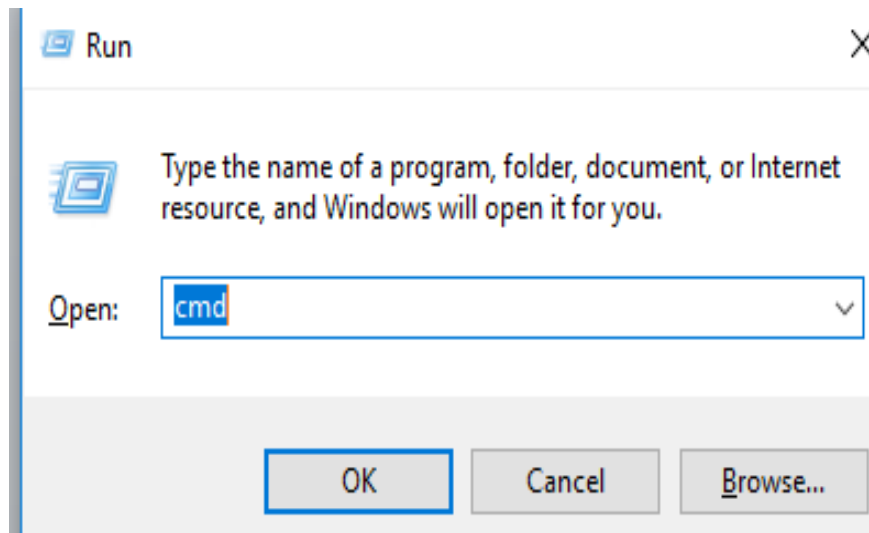 Run
Type the name of a program, folder, document, or Internet
resource, and Windows will open it for you.
Open: cmd
OK Cancel Browse...